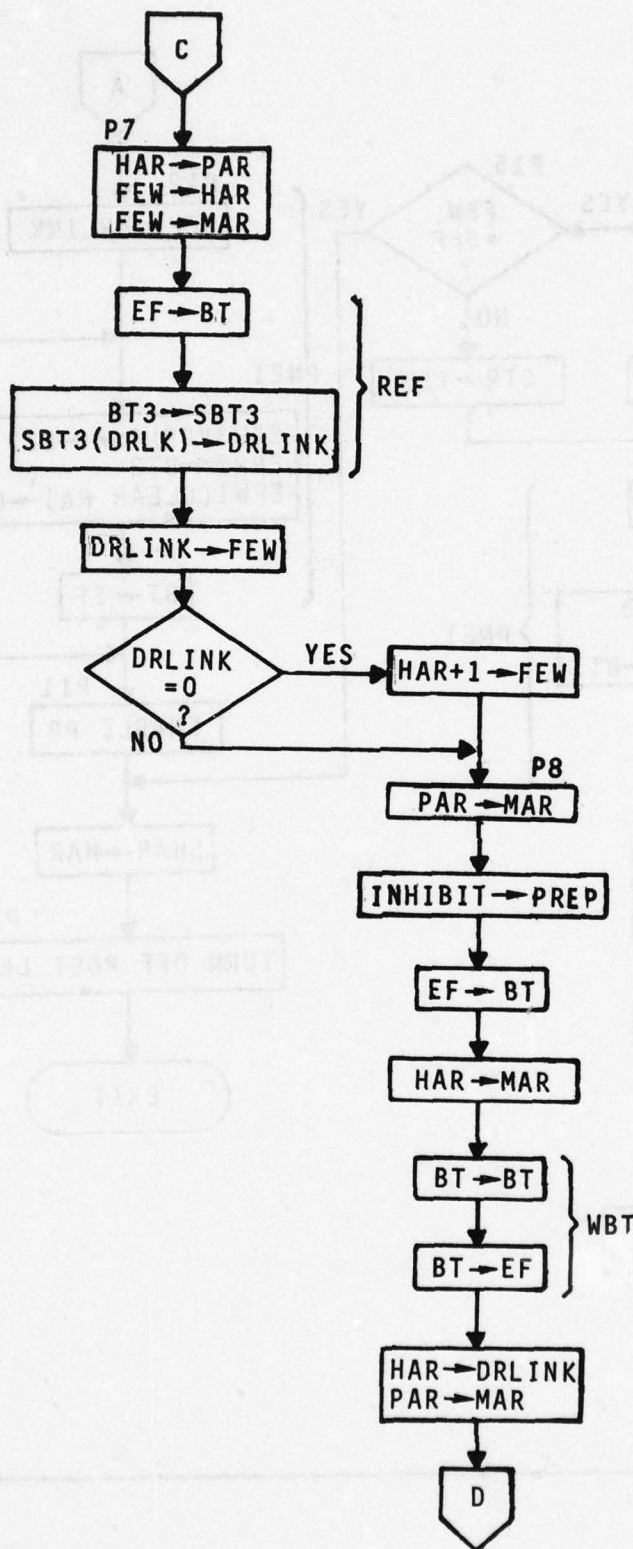 C
P7
HAR→PAR
FEW→HAR
FEW→MAR
EF→BT
REF
BT3→SBT3
SBT3(DRLK)→DRLINK
DRLINK→FEW
DRLINK
=0
?
YES
HAR+1→FEW
NO
P8
PAR→MAR
INHIBIT→PREP
EF→BT
HAR→MAR
BT→BT
WBT
BT→EF
HAR→DRLINK
PAR→MAR
D